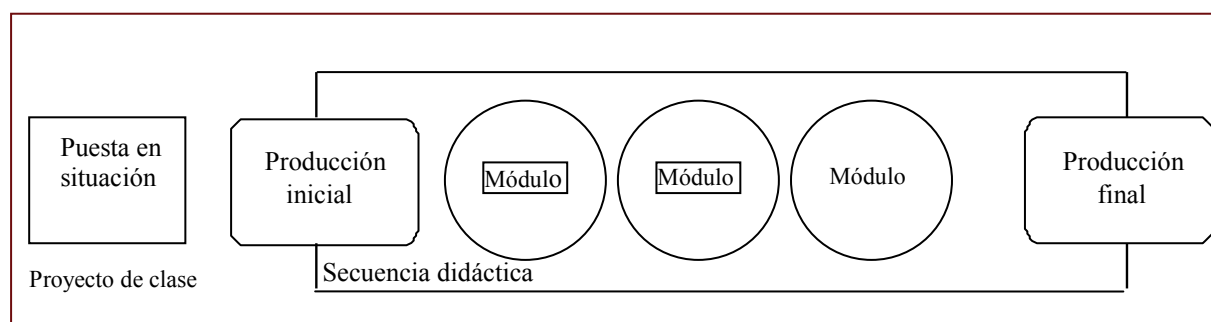 Puesta en
situación
Proyecto de clase
Producción
inicial
Módulo
Módulo
Módulo
Producción
final
Secuencia didáctica